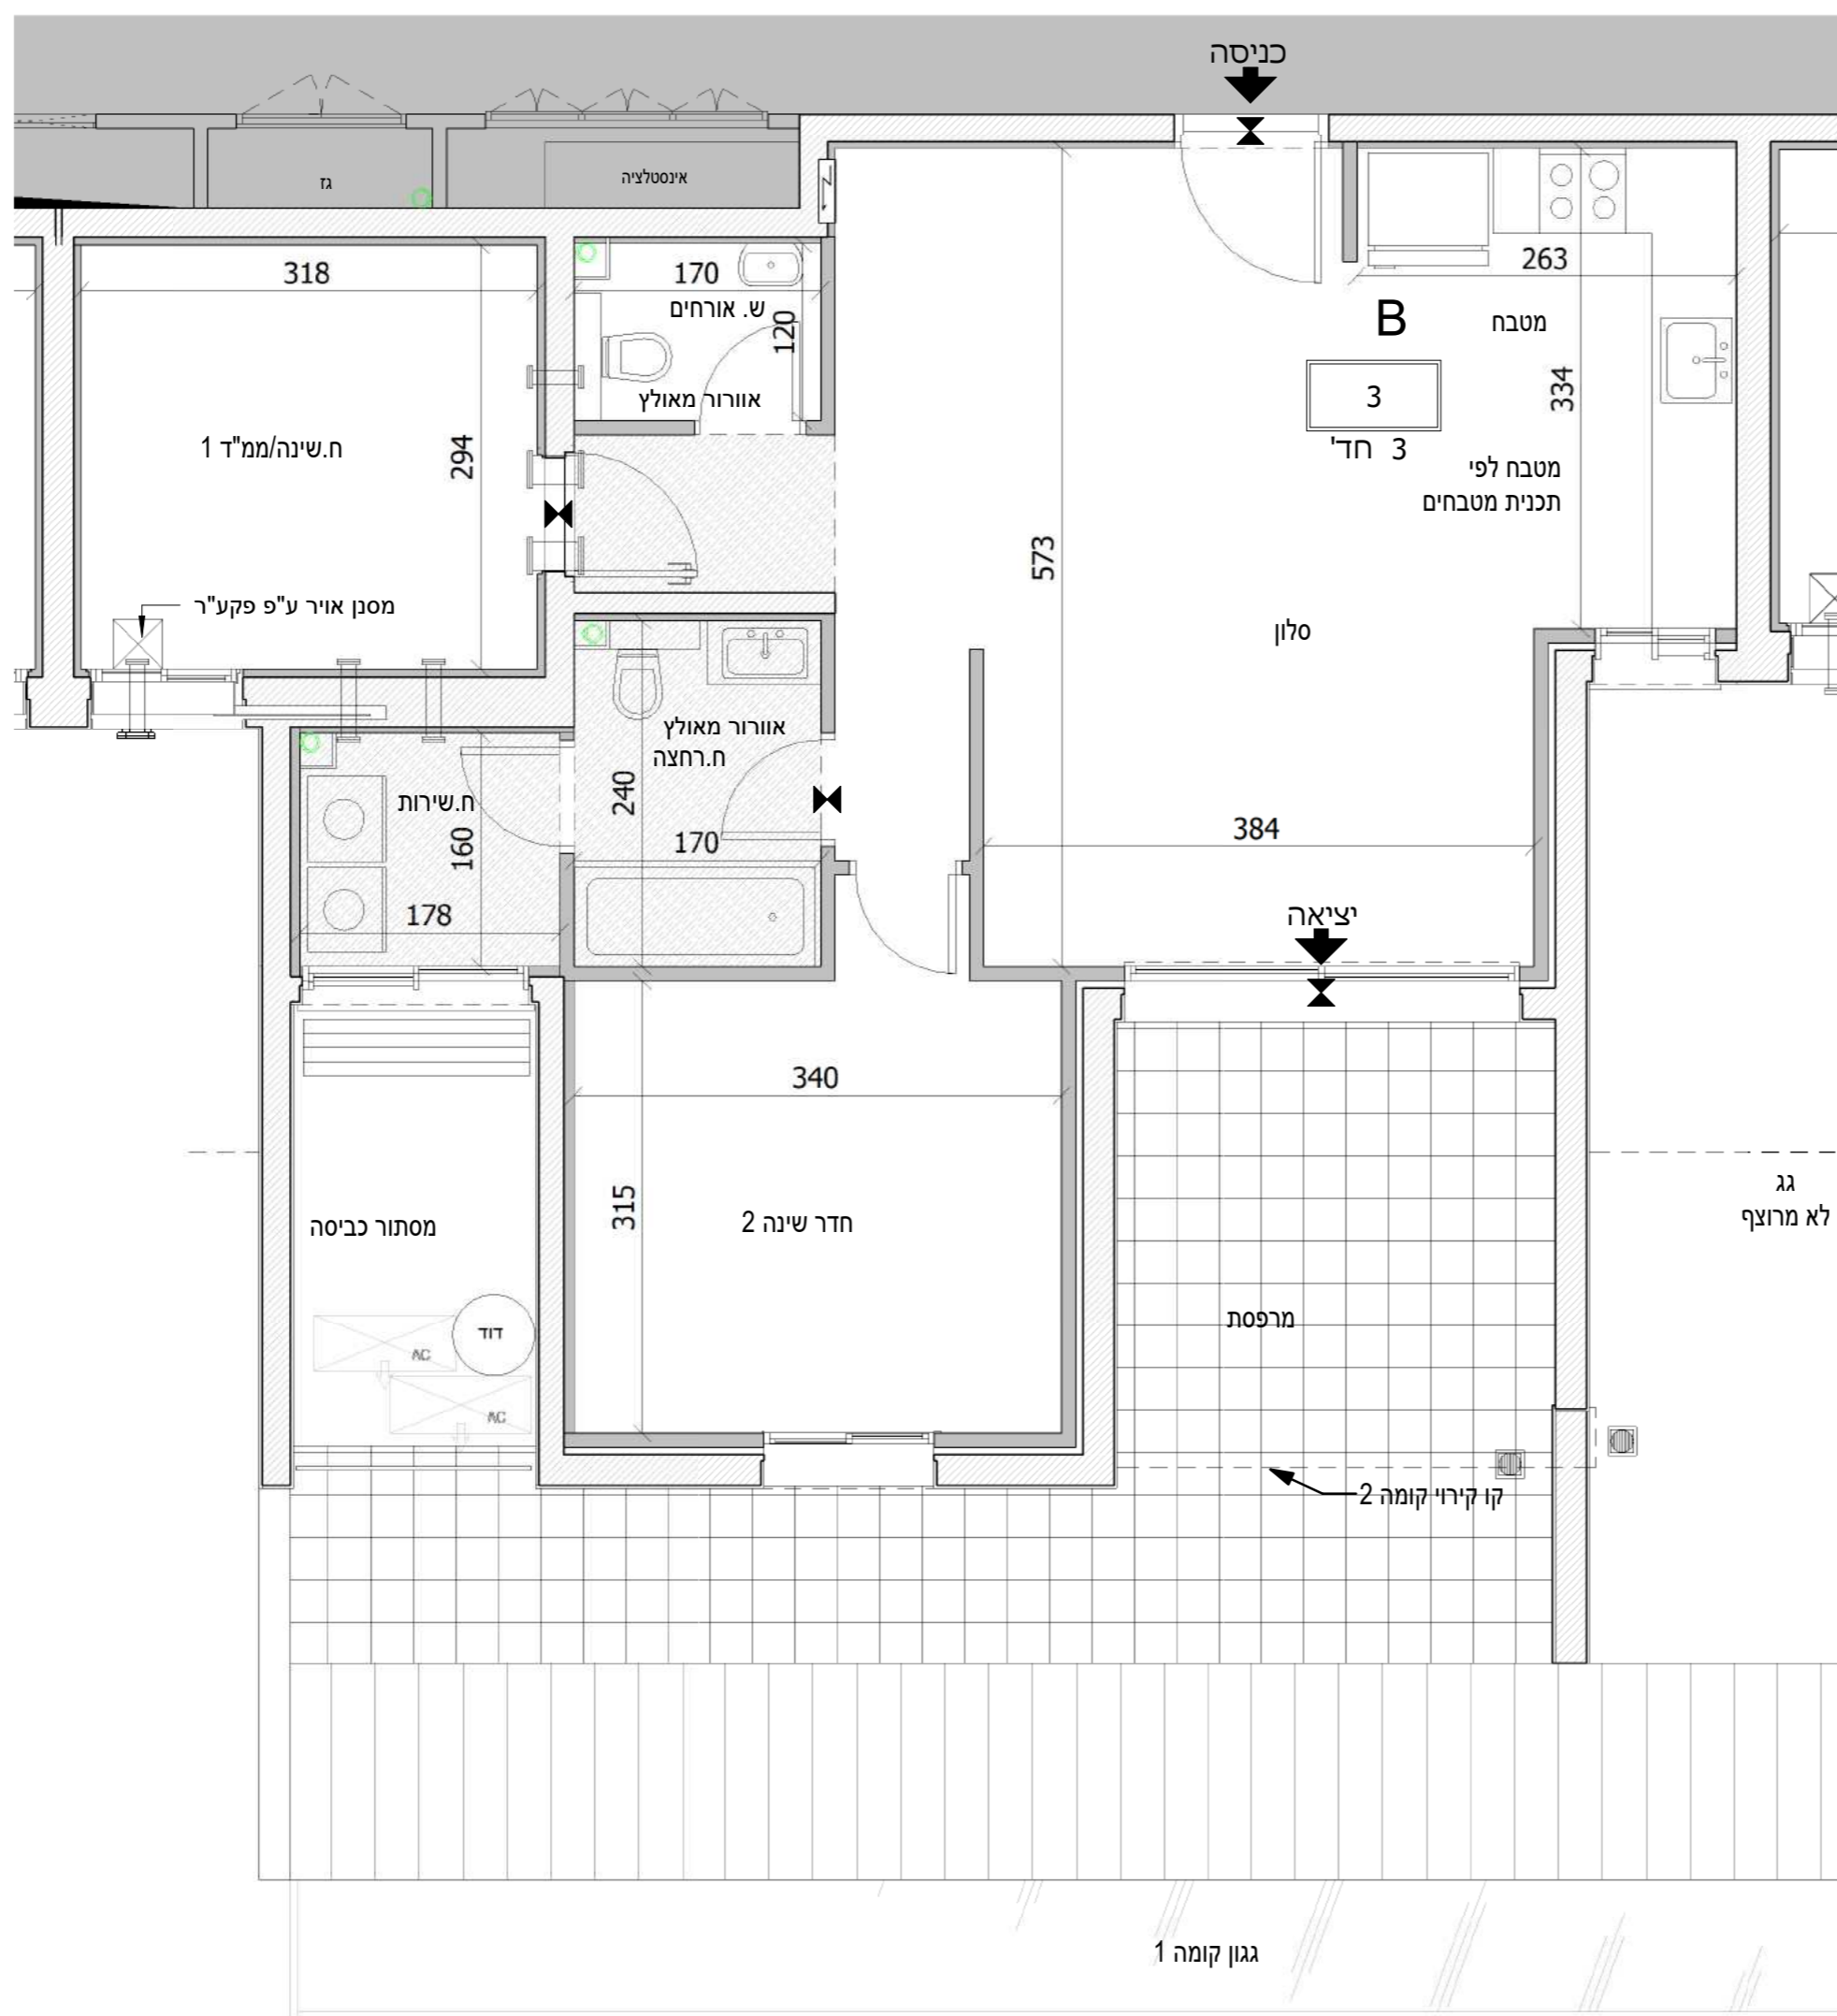 כניסה
גז
אינסטלציה
318
170
263
ש. אורחים
120
B
מטבח
3
334
אוורור מאולץ
3 חד'
ח.שינה/ממ"ד 1
294
מטבח לפי
תכנית מטבחים
573
מסנן אויר ע"פ פקע"ר
סלון
אוורור מאולץ
ח.רחצה
240
ח.שירות
160
170
384
178
יציאה
340
315
חדר שינה 2
מסתור כביסה
גג
לא מרוצף
מרפסת
דוד
AC
AC
קו קירוי קומה 2
גגון קומה 1